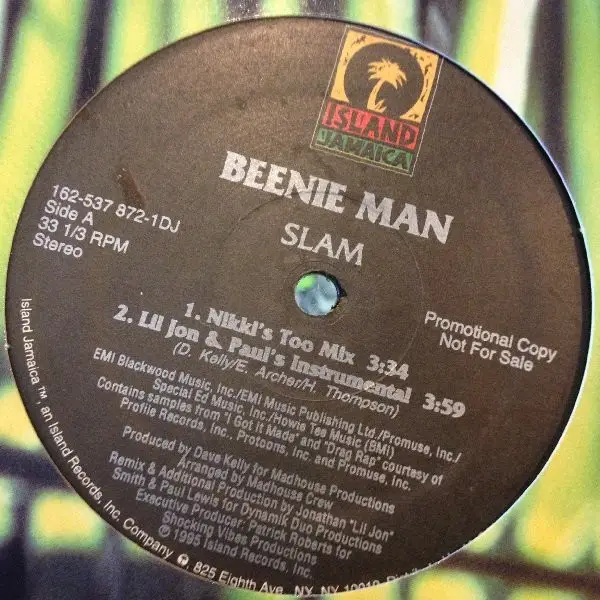 ISLAND
JAMAICA
BEENIE MAN
SLAM
162-537 872-1DJ
Side A
33 1/3 RPM
Stereo
Promotional Copy
Not For Sale
1. Nikki's Too Mix 3:34
2. Lil Jon & Paul's Instrumental 3:59
(D. Kelly/E. Archer/H. Thompson)
EMI Blackwood Music, Inc./EMI Music Publishing Ltd./Promuse, Inc./
Special Ed Music, Inc./Howie Tee Music (BMI)
Contains samples from "I Got it Made" and "Drag Rap" courtesy of
Profile Records, Inc., Protoons, Inc. and Promuse, Inc.
Produced by Dave Kelly for Madhouse Productions
Arranged by Madhouse Crew
Remix & Additional Production by Jonathan "Lil Jon"
Smith & Paul Lewis for Dynamik Duo Productions
Executive Producer: Patrick Roberts for
Shocking Vibes Productions
© 1995 Island Records, Inc.
Island Jamaica ™, an Island Records, Inc. Company ℗ 825 Eighth Ave. NY, NY 10019